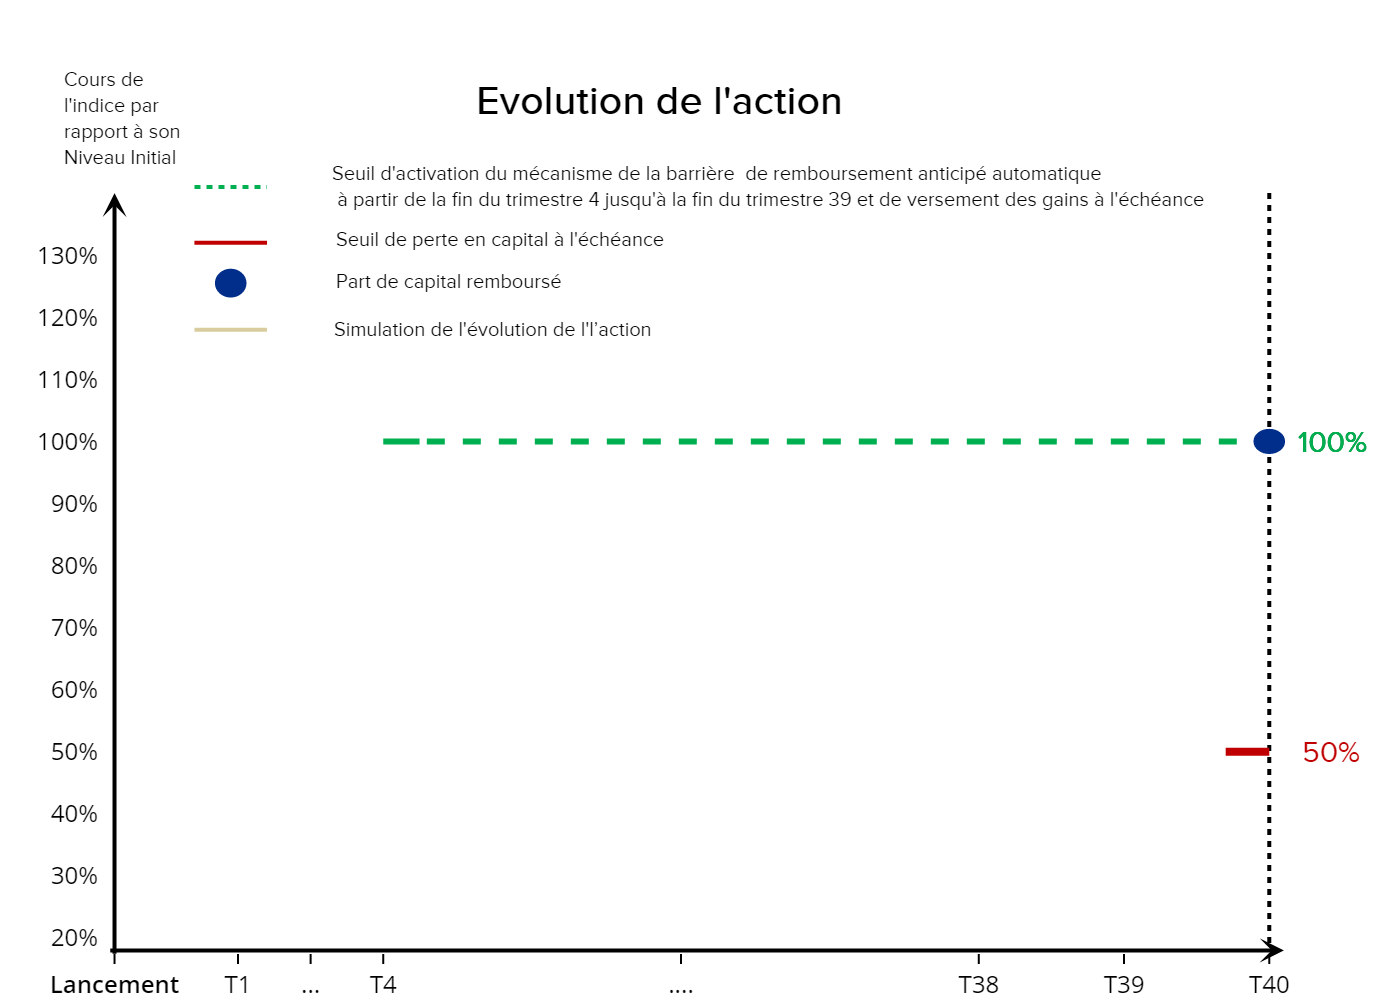 Cours de
l'indice par
rapport à son
Niveau Initial
Evolution de l'action
Seuil d'activation du mécanisme de la barrière  de remboursement anticipé automatique
à partir de la fin du trimestre 4 jusqu'à la fin du trimestre 39 et de versement des gains à l'échéance
Seuil de perte en capital à l'échéance
Part de capital remboursé
Simulation de l'évolution de l'l’action
130%
120%
110%
100%
100%
90%
80%
70%
60%
50%
50%
40%
30%
20%
Lancement T1 ... T4 .... T38 T39 T40